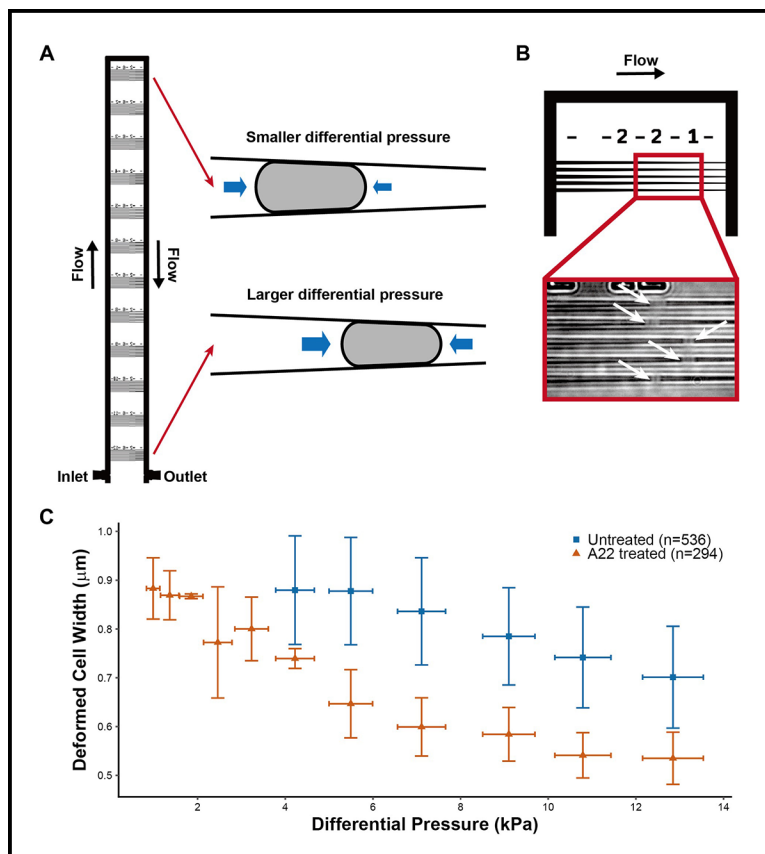 A
B
Flow
- -2-2-1-
Smaller differential pressure
Flow
Flow
Larger differential pressure
Inlet
Outlet
C
Untreated (n=536)
A22 treated (n=294)
Deformed Cell Width (μm)
1.0
0.9
0.8
0.7
0.6
0.5
2
4
6
8
10
12
14
Differential Pressure (kPa)